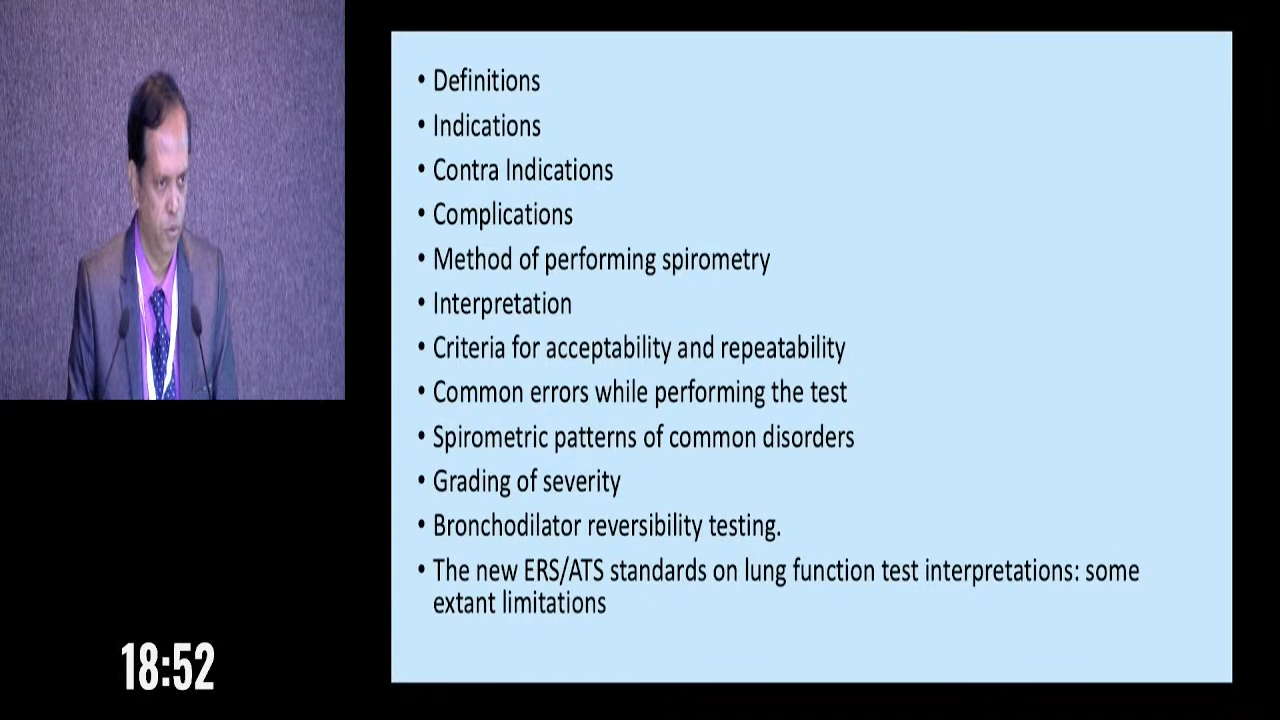 • Definitions
• Indications
• Contra Indications
• Complications
• Method of performing spirometry
• Interpretation
• Criteria for acceptability and repeatability
• Common errors while performing the test
• Spirometric patterns of common disorders
• Grading of severity
• Bronchodilator reversibility testing.
• The new ERS/ATS standards on lung function test interpretations: some
extant limitations
18:52